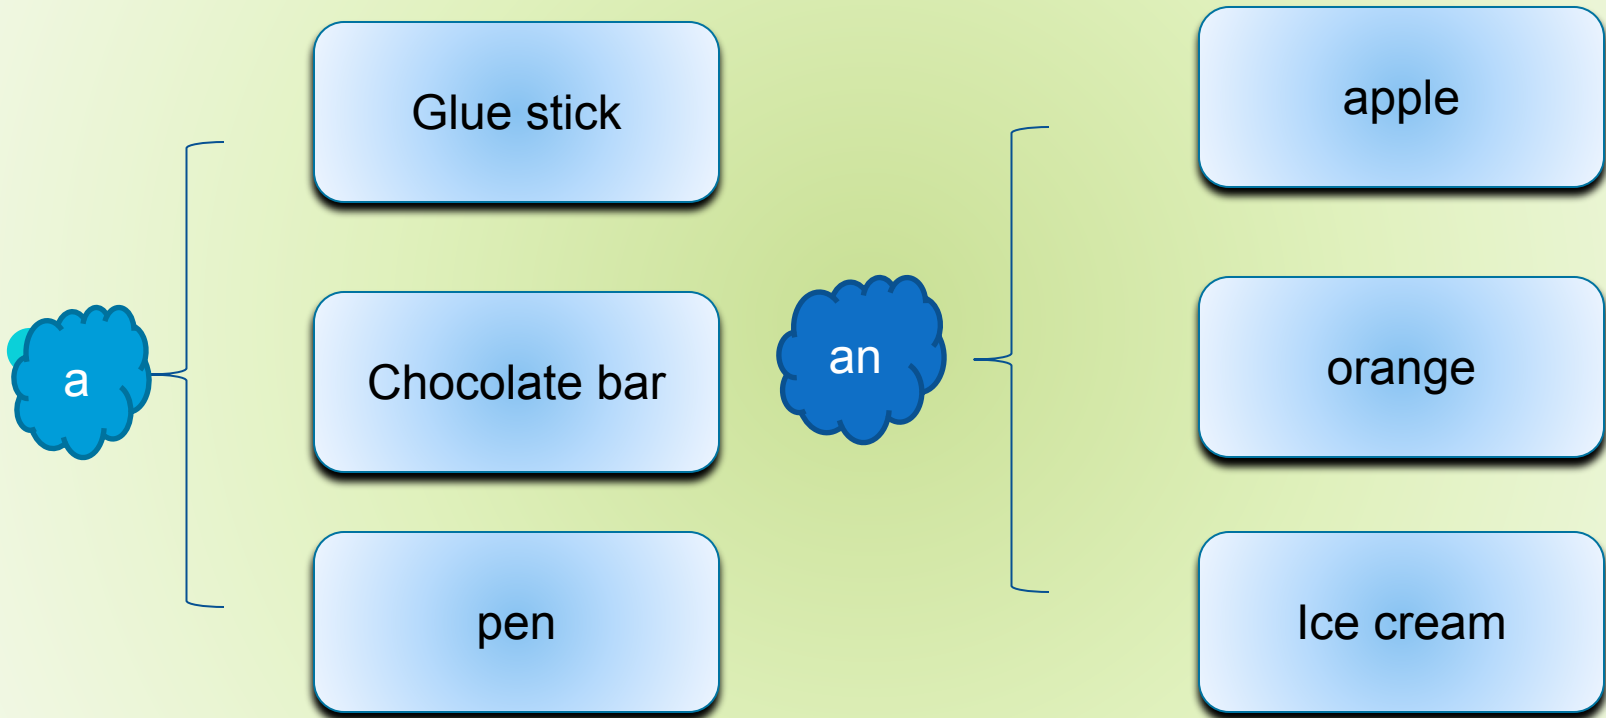 a
Glue stick
Chocolate bar
pen
an
apple
orange
Ice cream